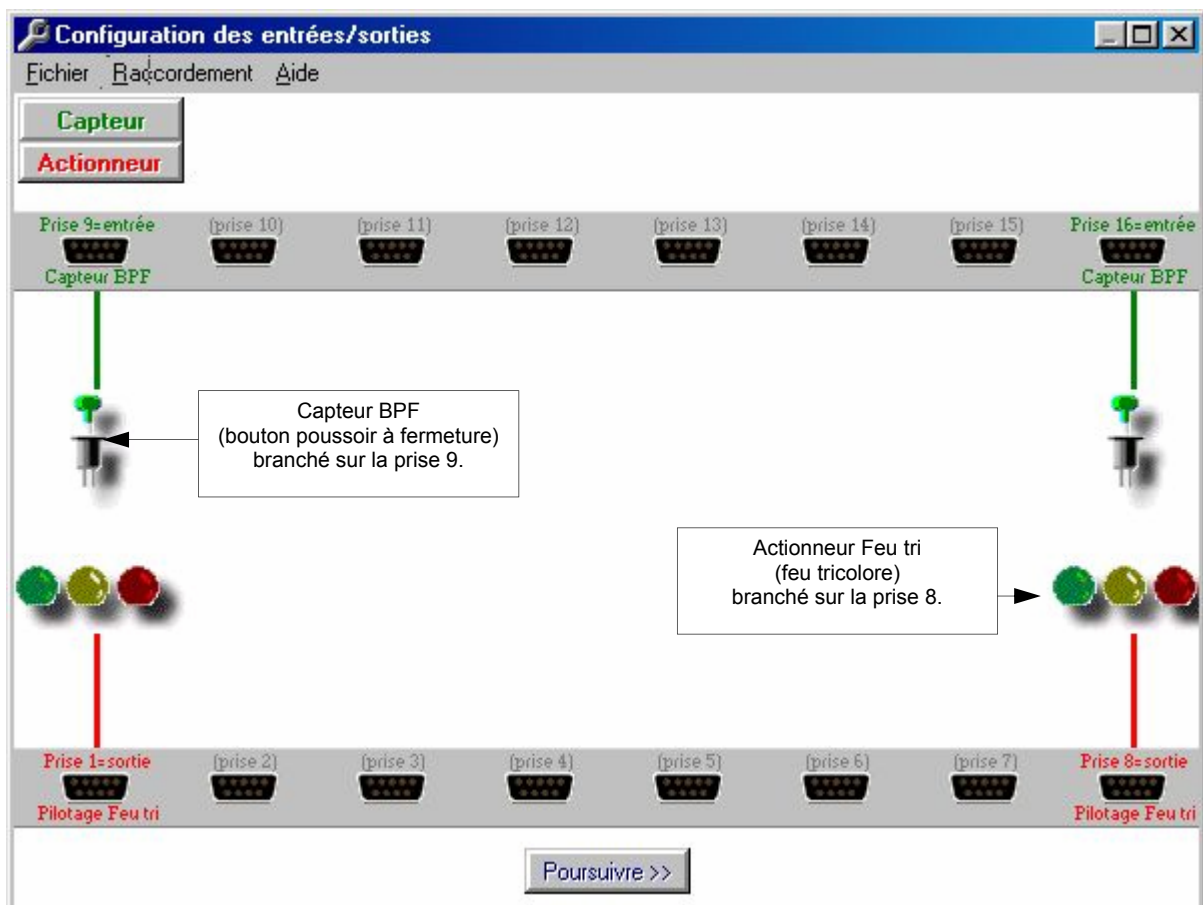 Configuration des entrées/sorties
Fichier Raccordement Aide
Capteur
Actionneur
Prise 9=entrée (prise 10) (prise 11) (prise 12) (prise 13) (prise 14) (prise 15) Prise 16=entrée
Capteur BPF Capteur BPF
Capteur BPF
(bouton poussoir à fermeture)
branché sur la prise 9.
Actionneur Feu tri
(feu tricolore)
branché sur la prise 8.
Prise 1=sortie (prise 2) (prise 3) (prise 4) (prise 5) (prise 6) (prise 7) Prise 8=sortie
Pilotage Feu tri Pilotage Feu tri
Poursuivre >>